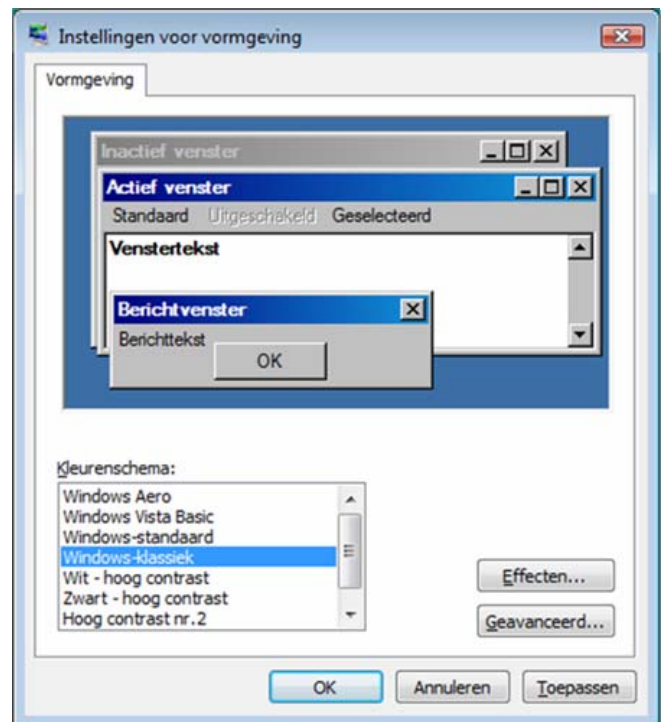 Instellingen voor vormgeving
Vormgeving
Inactief venster
Actief venster
Standaard Uitgeschakeld Geselecteerd
Venstertekst
Berichtvenster
Berichttekst
OK
Kleurenschema:
Windows Aero
Windows Vista Basic
Windows-standaard
Windows-klassiek
Wit - hoog contrast
Zwart - hoog contrast
Hoog contrast nr.2
Effecten...
Geavanceerd...
OK Annuleren Toepassen